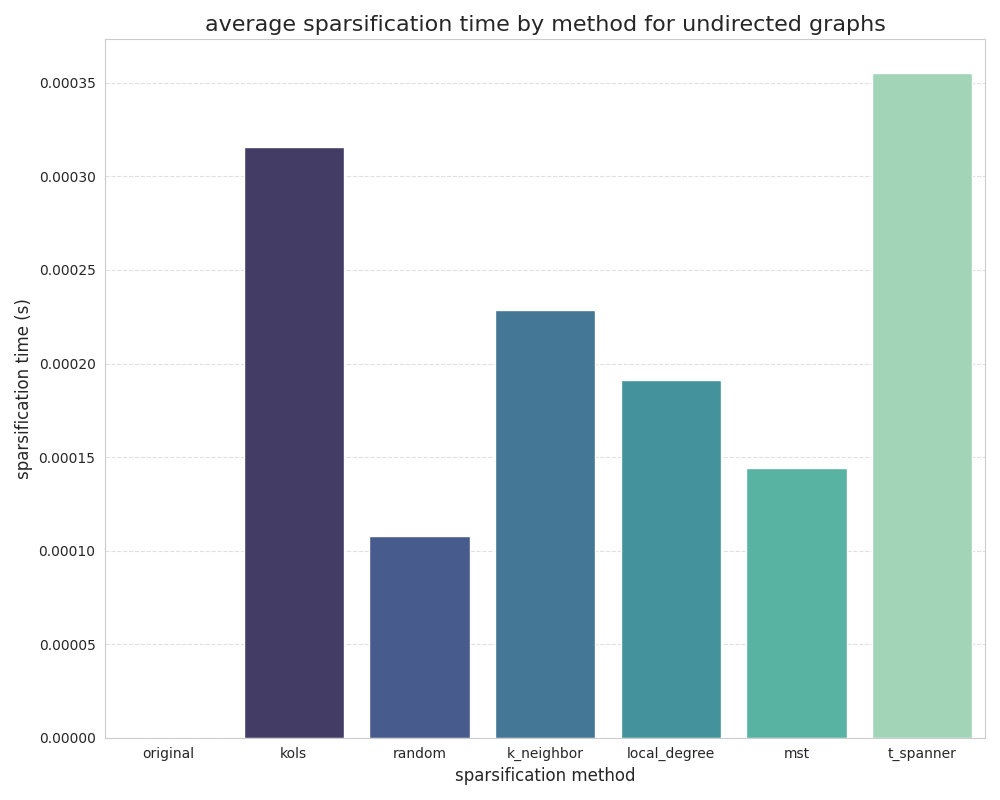 average sparsification time by method for undirected graphs
sparsification time (s)
0.00035
0.00030
0.00025
0.00020
0.00015
0.00010
0.00005
0.00000
original kols random k_neighbor local_degree mst t_spanner
sparsification method